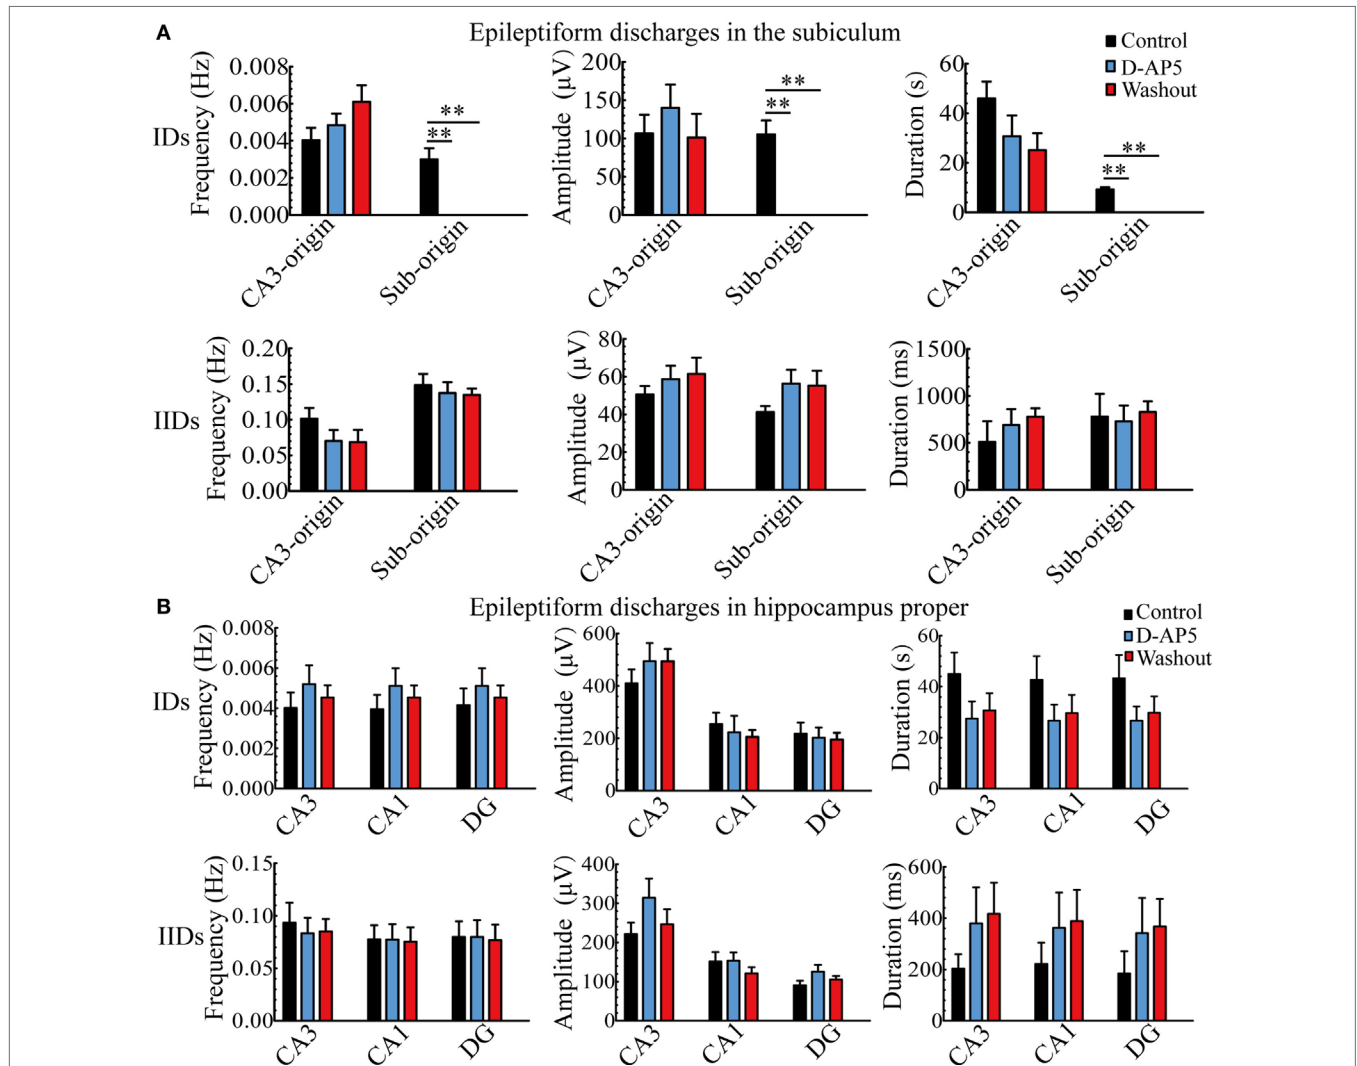 A
Epileptiform discharges in the subiculum
Control
D-AP5
Washout
IDs
Frequency (Hz)
0.008
0.006
0.004
0.002
0.000
**
**
CA3-origin
Sub-origin
Amplitude (µV)
200
150
100
50
0
**
**
CA3-origin
Sub-origin
Duration (s)
60
40
20
0
**
**
CA3-origin
Sub-origin
IIDs
Frequency (Hz)
0.20
0.15
0.10
0.05
0.00
CA3-origin
Sub-origin
Amplitude (µV)
80
60
40
20
0
CA3-origin
Sub-origin
Duration (ms)
1500
1000
500
0
CA3-origin
Sub-origin
B
Epileptiform discharges in hippocampus proper
Control
D-AP5
Washout
IDs
Frequency (Hz)
0.008
0.006
0.004
0.002
0.000
CA3
CA1
DG
Amplitude (µV)
600
400
200
0
CA3
CA1
DG
Duration (s)
60
40
20
0
CA3
CA1
DG
IIDs
Frequency (Hz)
0.15
0.10
0.05
0.00
CA3
CA1
DG
Amplitude (µV)
400
300
200
100
0
CA3
CA1
DG
Duration (ms)
600
400
200
0
CA3
CA1
DG